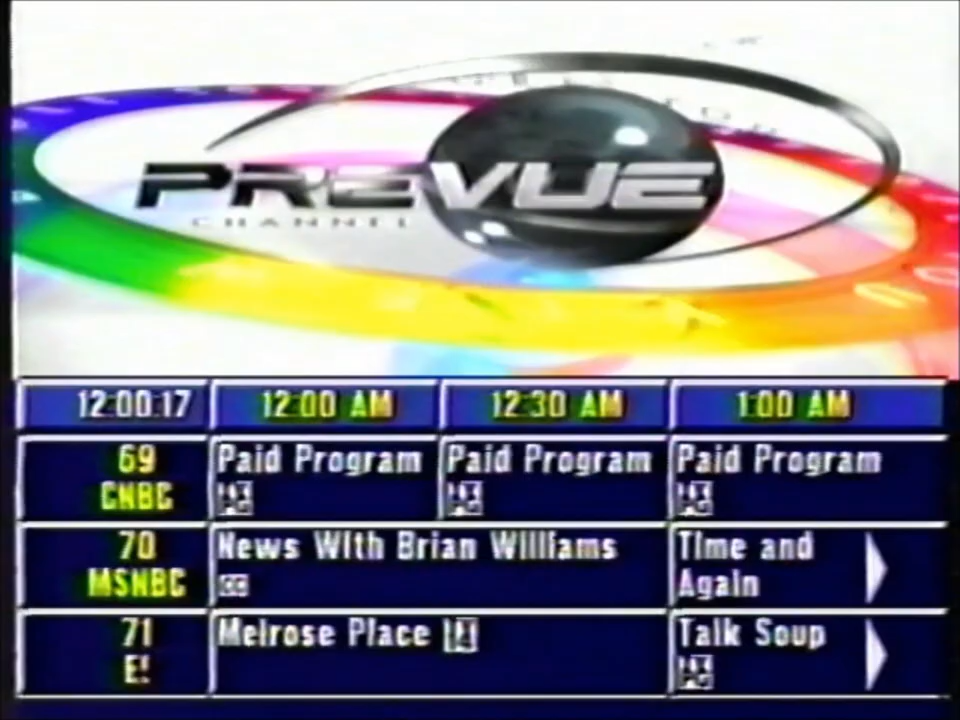 PREVUE
CHANNEL
12:00:17 12:00 AM 12:30 AM 1:00 AM
69 Paid Program Paid Program Paid Program
CNBC
70 News With Brian Williams Time and
MSNBC CC Again
71 Melrose Place Talk Soup
E!